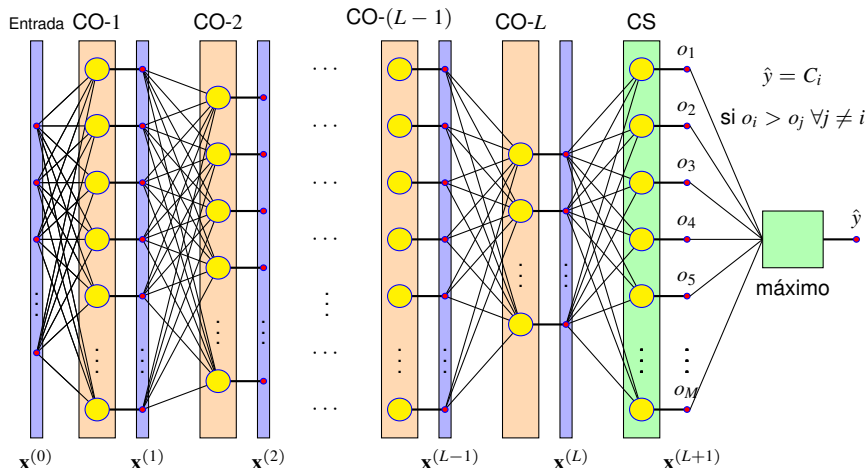 Entrada
CO-1
CO-2
CO-(L − 1)
CO-L
CS
o₁
o₂
o₃
o₄
o₅
o_M
ŷ = Cᵢ
si oᵢ > oⱼ ∀j ≠ i
ŷ
máximo
x⁽⁰⁾
x⁽¹⁾
x⁽²⁾
x⁽ᴸ⁻¹⁾
x⁽ᴸ⁾
x⁽ᴸ⁺¹⁾